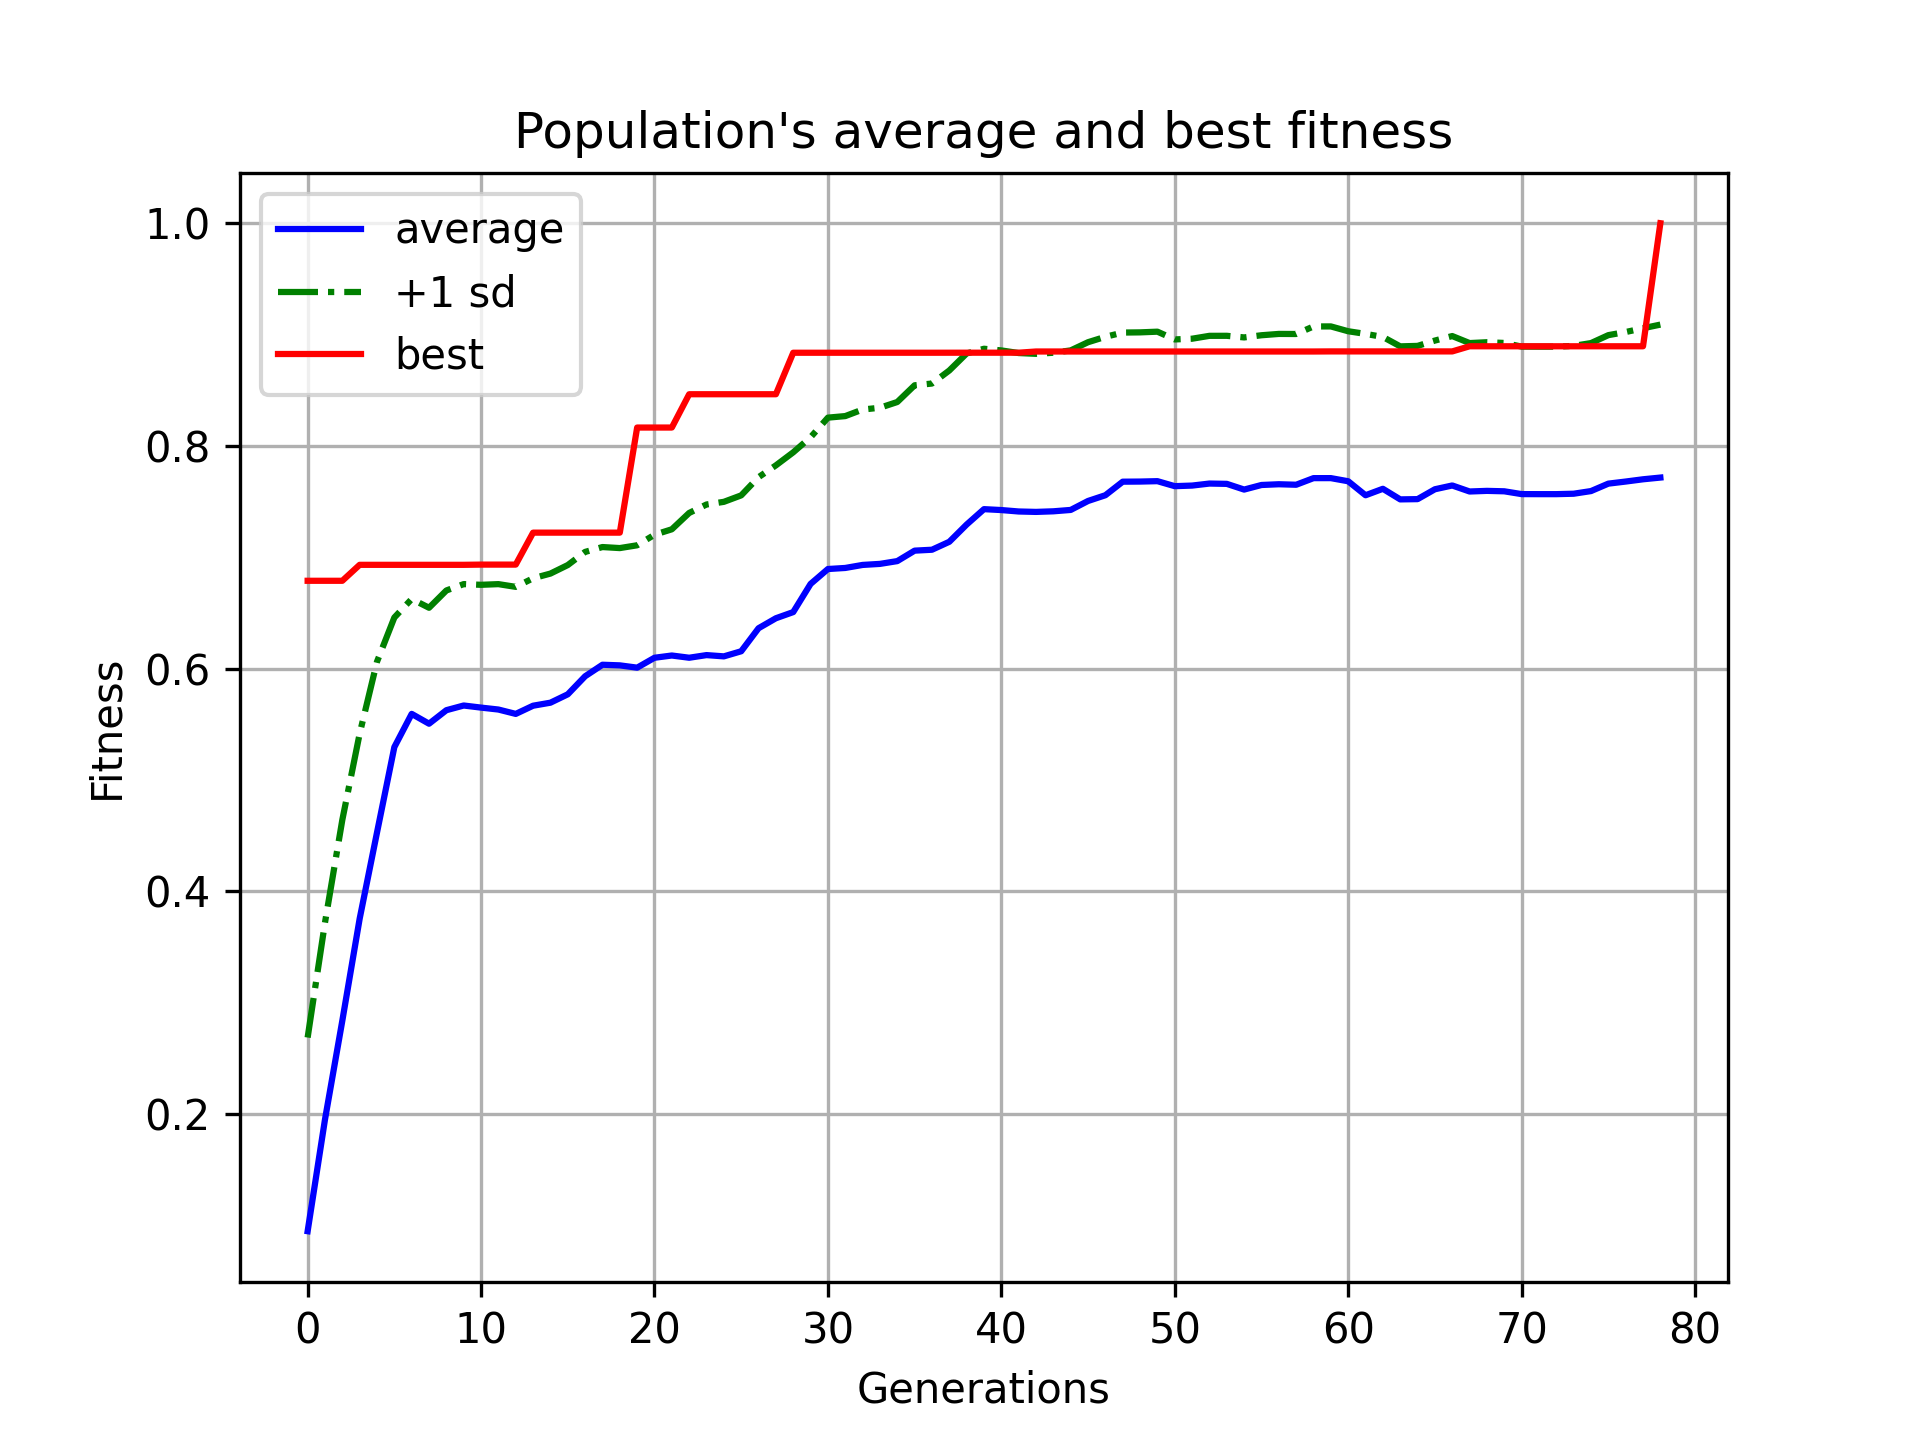 Population's average and best fitness
average
+1 sd
best
1.0
0.8
0.6
0.4
0.2
Fitness
0 10 20 30 40 50 60 70 80
Generations